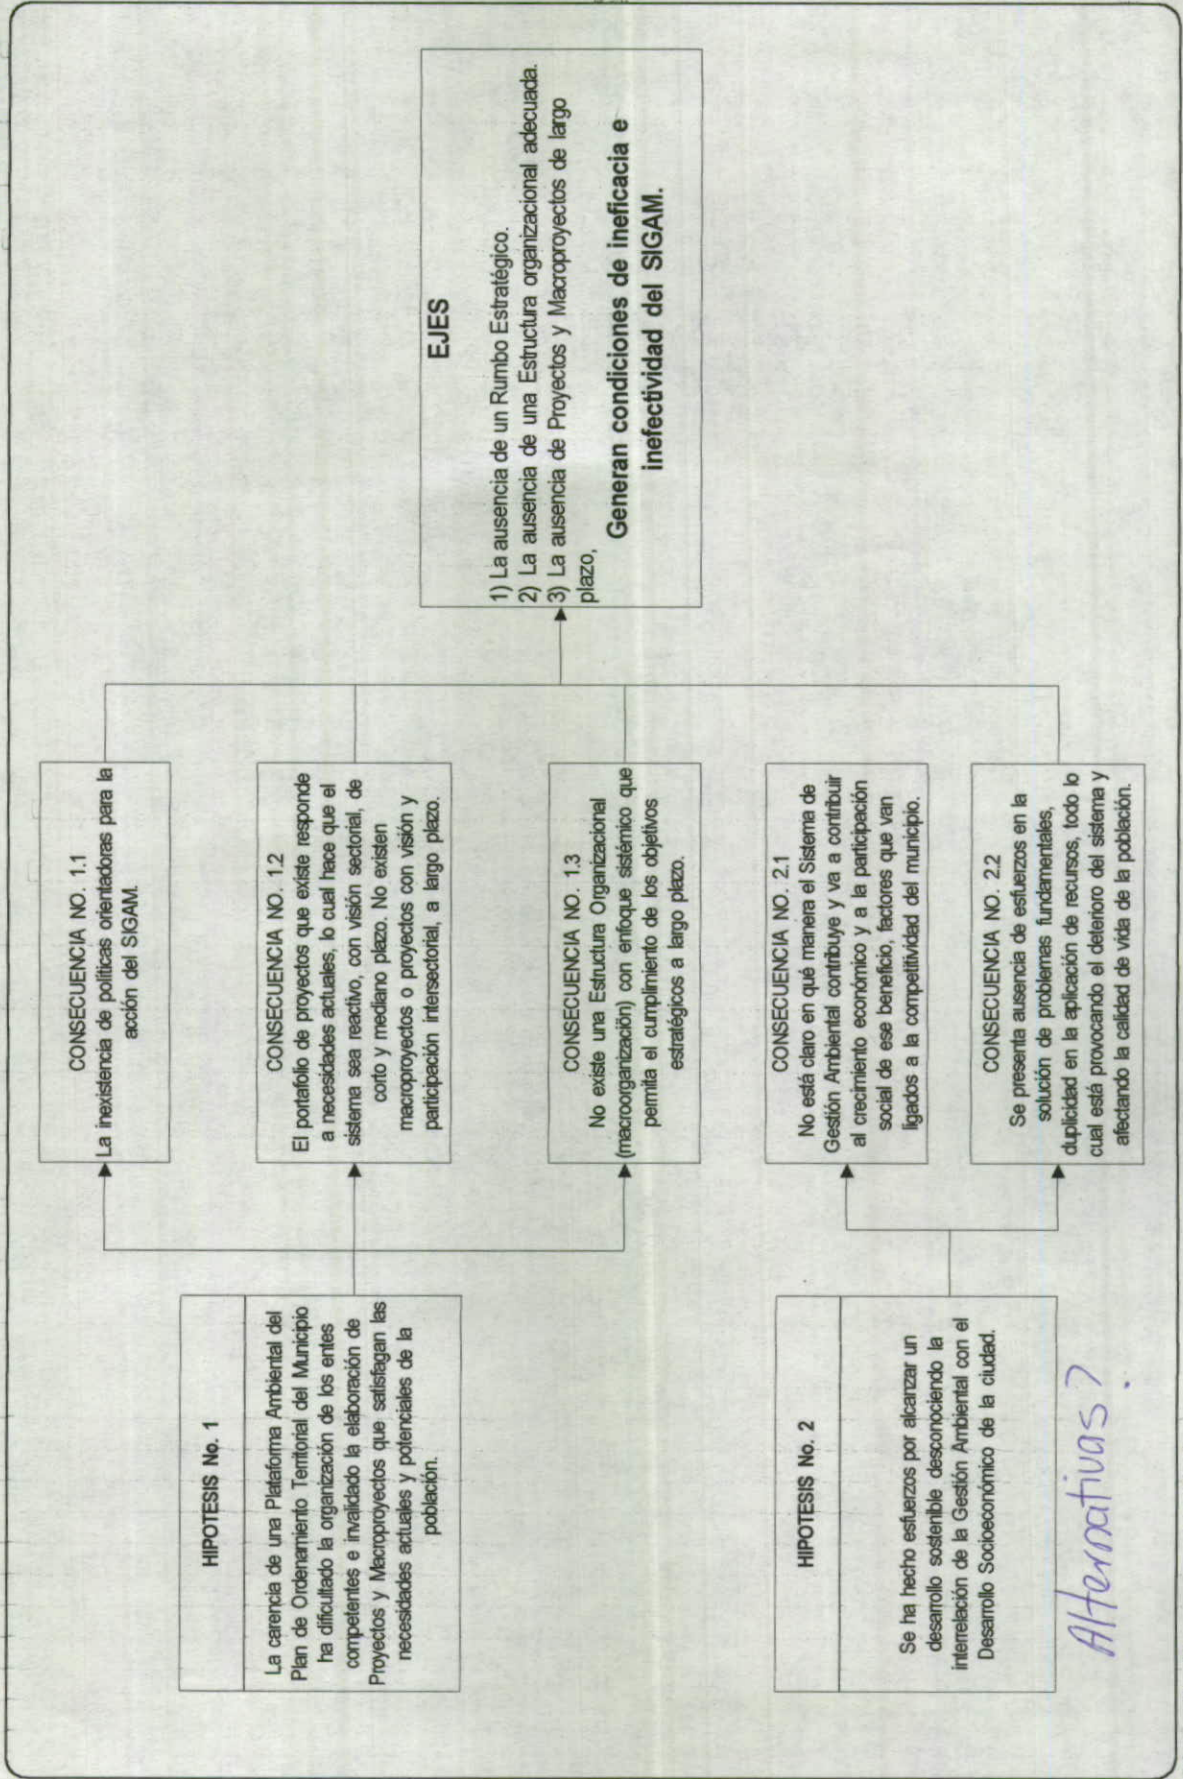 HIPOTESIS No. 1
La carencia de una Plataforma Ambiental del
Plan de Ordenamiento Territorial del Municipio
ha dificultado la organización de los entes
competentes e invalidado la elaboración de
Proyectos y Macroproyectos que satisfagan las
necesidades actuales y potenciales de la
población.
HIPOTESIS No. 2
Se ha hecho esfuerzos por alcanzar un
desarrollo sostenible desconociendo la
interrelación de la Gestión Ambiental con el
Desarrollo Socioeconómico de la ciudad.
Alternativas?
CONSECUENCIA NO. 1.1
La inexistencia de políticas orientadoras para la
acción del SIGAM.
CONSECUENCIA NO. 1.2
El portafolio de proyectos que existe responde
a necesidades actuales, lo cual hace que el
sistema sea reactivo, con visión sectorial, de
corto y mediano plazo. No existen
macroproyectos o proyectos con visión y
participación intersectorial, a largo plazo.
CONSECUENCIA NO. 1.3
No existe una Estructura Organizacional
(macroorganización) con enfoque sistémico que
permita el cumplimiento de los objetivos
estratégicos a largo plazo.
CONSECUENCIA NO. 2.1
No está claro en qué manera el Sistema de
Gestión Ambiental contribuye y va a contribuir
al crecimiento económico y a la participación
social de ese beneficio, factores que van
ligados a la competitividad del municipio.
CONSECUENCIA NO. 2.2
Se presenta ausencia de esfuerzos en la
solución de problemas fundamentales,
duplicidad en la aplicación de recursos, todo lo
cual está provocando el deterioro del sistema y
afectando la calidad de vida de la población.
EJES
1) La ausencia de un Rumbo Estratégico.
2) La ausencia de una Estructura organizacional adecuada.
3) La ausencia de Proyectos y Macroproyectos de largo
plazo,
Generan condiciones de ineficacia e
inefectividad del SIGAM.